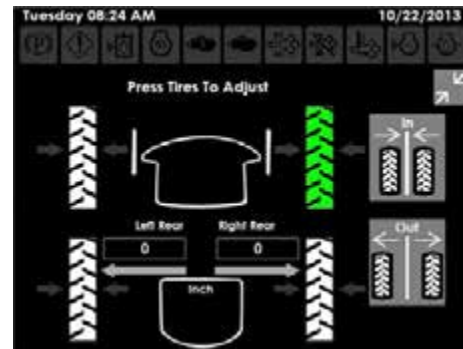 Tuesday 08:24 AM 10/22/2013
Press Tires To Adjust
In
Left Rear Right Rear
0 0
Out
Inch